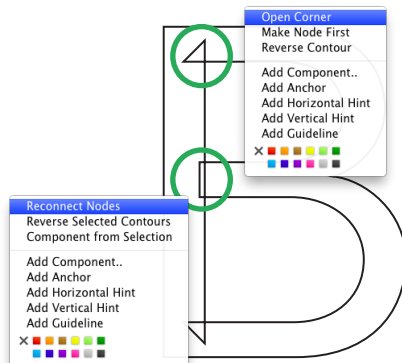 Open Corner
Make Node First
Reverse Contour
Add Component..
Add Anchor
Add Horizontal Hint
Add Vertical Hint
Add Guideline
Reconnect Nodes
Reverse Selected Contours
Component from Selection
Add Component..
Add Anchor
Add Horizontal Hint
Add Vertical Hint
Add Guideline